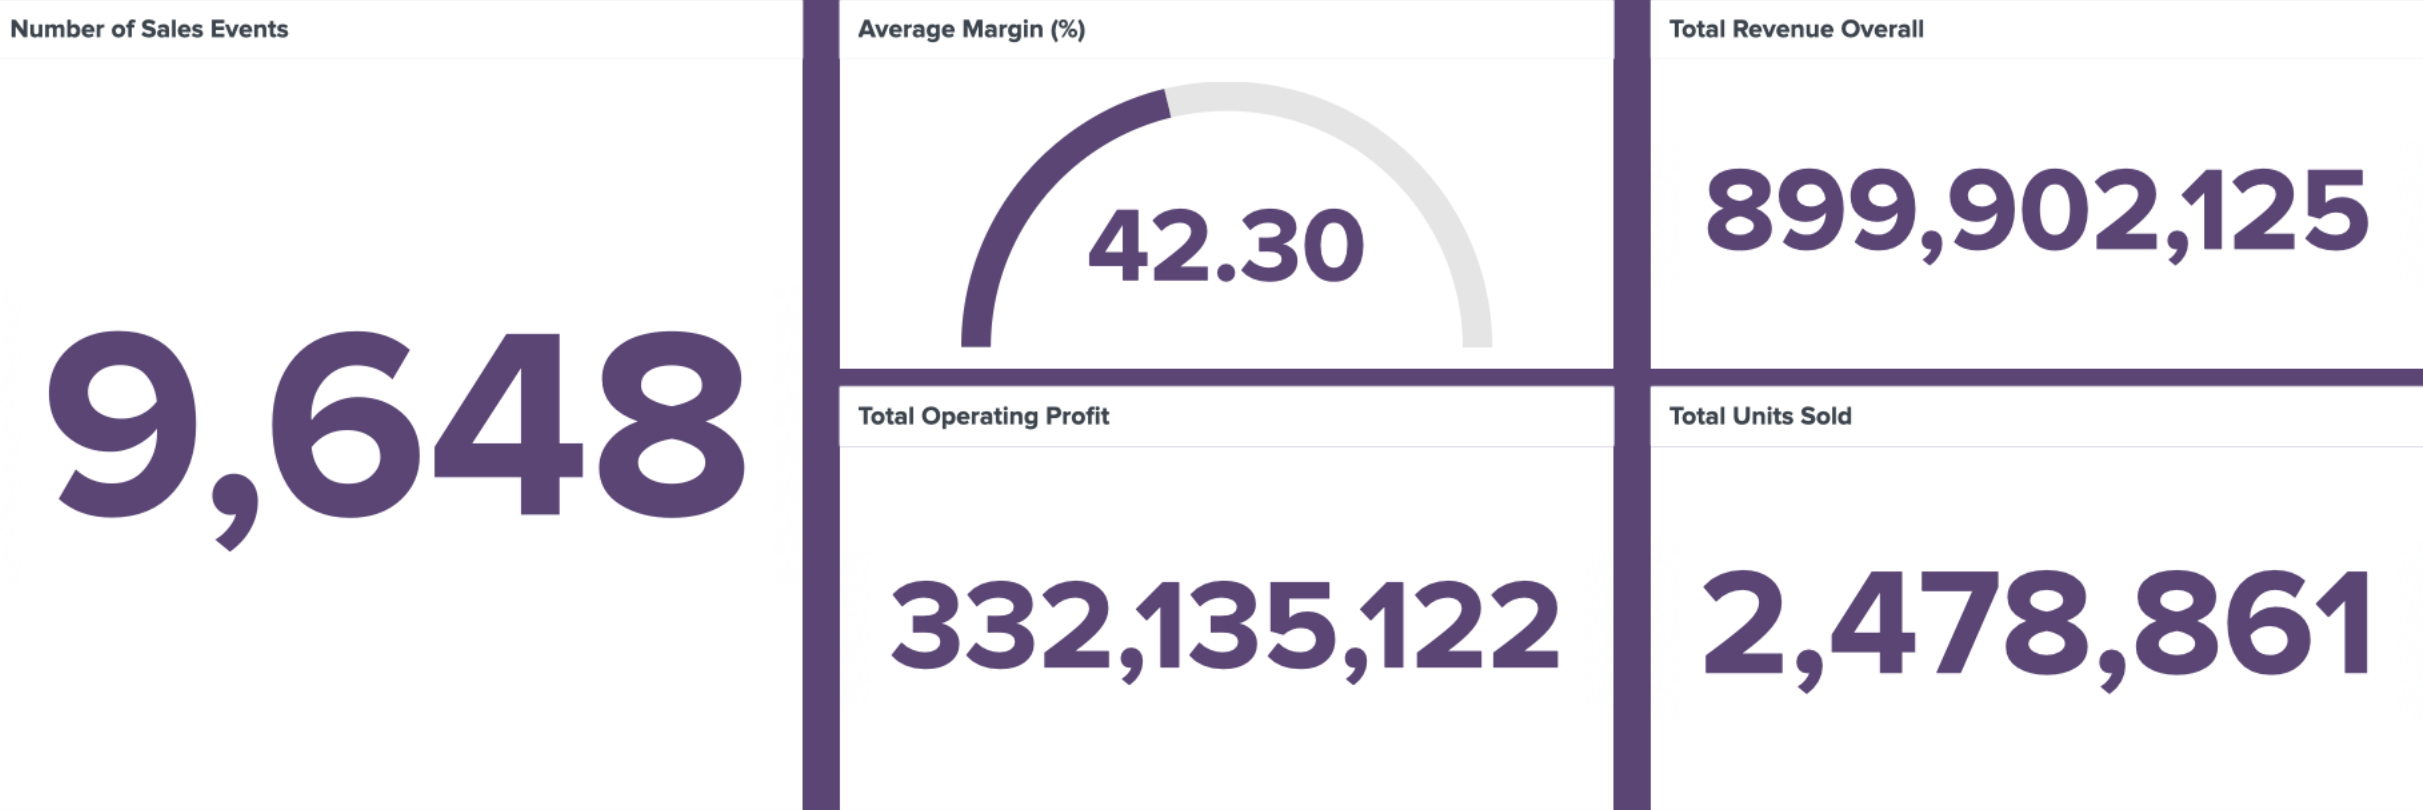 Number of Sales Events
9,648
Average Margin (%)
42.30
Total Revenue Overall
899,902,125
Total Operating Profit
332,135,122
Total Units Sold
2,478,861